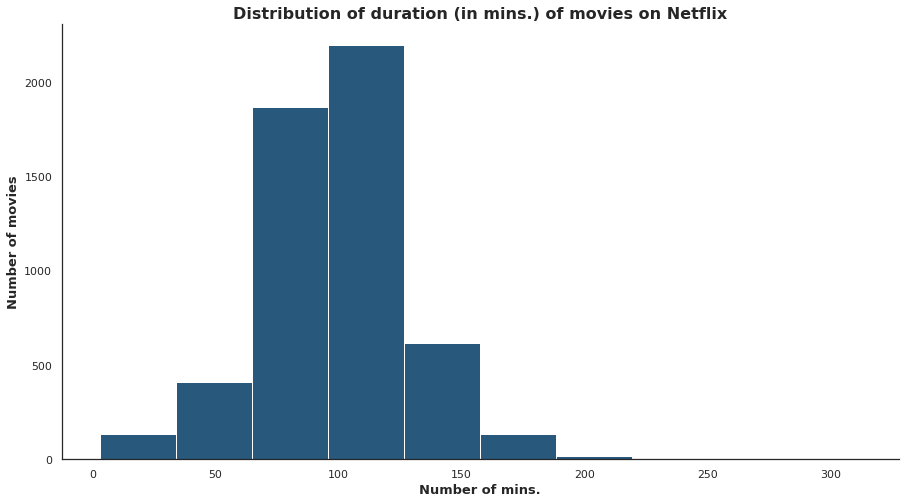 Distribution of duration (in mins.) of movies on Netflix
Number of movies
2000
1500
1000
500
0
0 50 100 150 200 250 300
Number of mins.